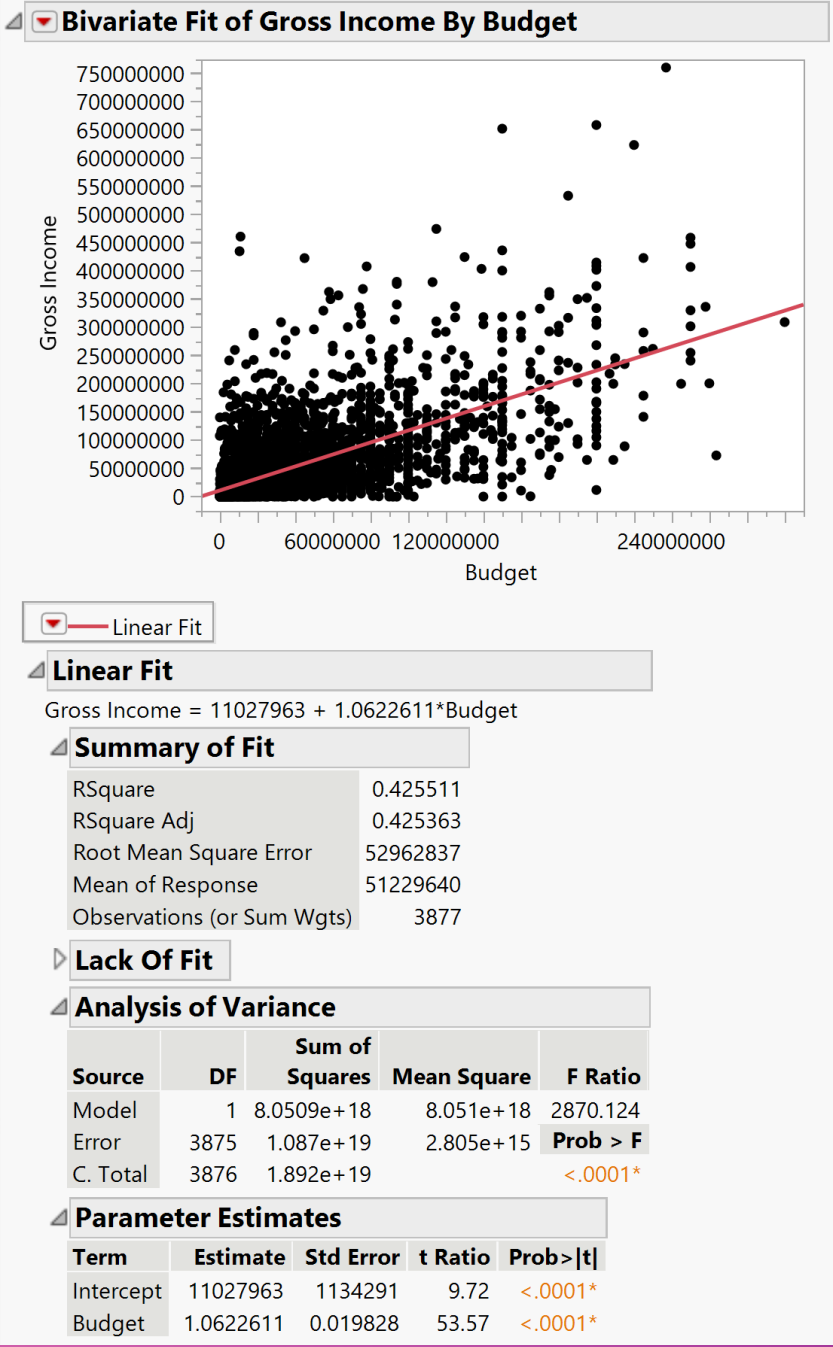 Bivariate Fit of Gross Income By Budget
750000000
700000000
650000000
600000000
550000000
500000000
450000000
400000000
350000000
300000000
250000000
200000000
150000000
100000000
50000000
0
Gross Income
0 60000000 120000000 240000000
Budget
Linear Fit
Linear Fit
Gross Income = 11027963 + 1.0622611*Budget
Summary of Fit
RSquare 0.425511
RSquare Adj 0.425363
Root Mean Square Error 52962837
Mean of Response 51229640
Observations (or Sum Wgts) 3877
Lack Of Fit
Analysis of Variance
Sum of
Source DF Squares Mean Square F Ratio
Model 1 8.0509e+18 8.051e+18 2870.124
Error 3875 1.087e+19 2.805e+15 Prob > F
C. Total 3876 1.892e+19 <.0001*
Parameter Estimates
Term Estimate Std Error t Ratio Prob>|t|
Intercept 11027963 1134291 9.72 <.0001*
Budget 1.0622611 0.019828 53.57 <.0001*